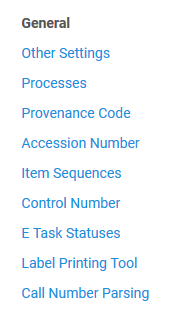 General
Other Settings
Processes
Provenance Code
Accession Number
Item Sequences
Control Number
E Task Statuses
Label Printing Tool
Call Number Parsing